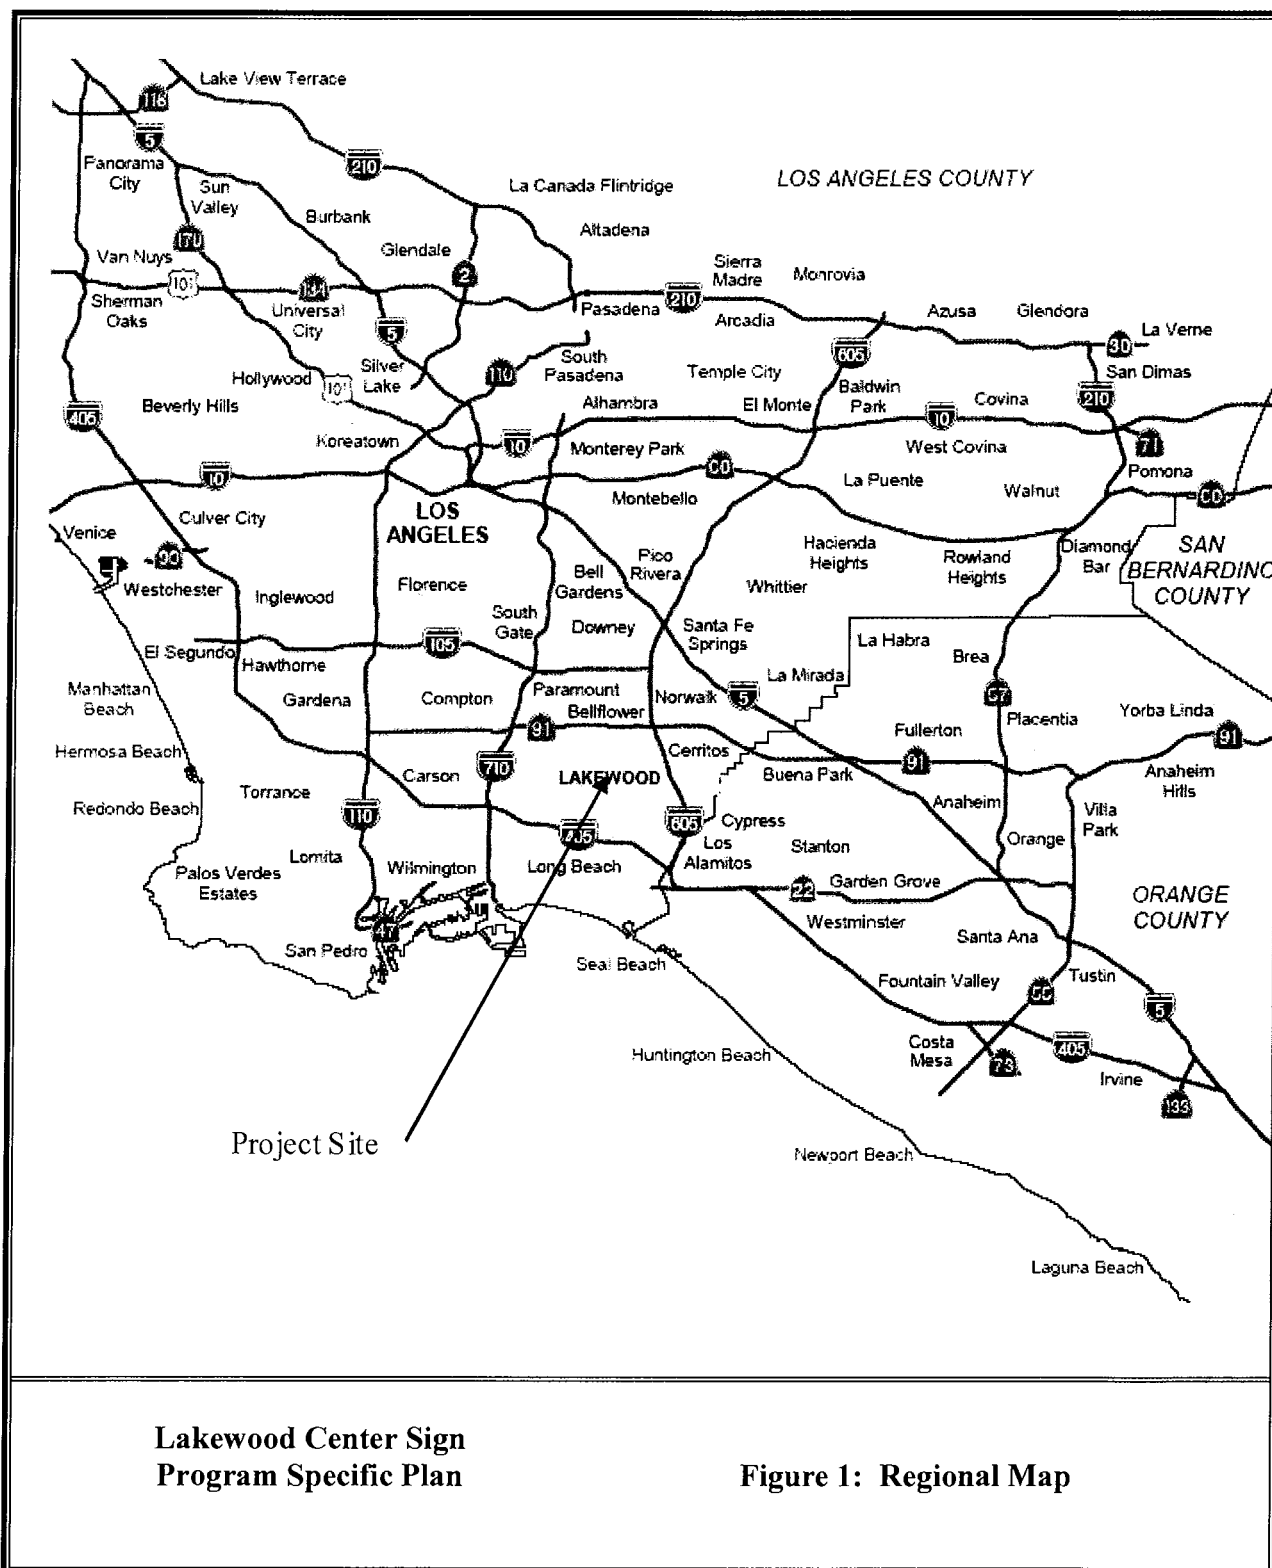 Lake View Terrace
118
5
Panorama
City
210
Sun
Valley
La Canada Flintridge
LOS ANGELES COUNTY
Burbank
Altadena
170
Glendale
Van Nuys
2
Sierra
Madre
Monrovia
101
134
Sherman
Oaks
Universal
City
Pasadena
210
Arcadia
Azusa
Glendora
La Verne
5
30
605
Silver
Lake
South
Pasadena
110
Hollywood
101
Temple City
San Dimas
Baldwin
Park
210
Beverly Hills
405
Alhambra
El Monte
Covina
10
Koreatown
10
Monterey Park
West Covina
71
Pomona
10
60
La Puente
Walnut
60
Montebello
LOS
ANGELES
Culver City
Venice
90
Westchester
Pico
Rivera
Hacienda
Heights
Rowland
Heights
Diamond
Bar
SAN
BERNARDINO
COUNTY
Florence
Bell
Gardens
Whittier
Inglewood
South
Gate
Downey
Santa Fe
Springs
La Habra
El Segundo
105
Hawthorne
Brea
Manhattan
Beach
Gardena
Compton
Paramount
Bellflower
Norwalk
5
La Mirada
57
Placentia
Yorba Linda
91
Fullerton
91
Hermosa Beach
Cerritos
710
Carson
LAKEWOOD
Buena Park
91
Anaheim
Hills
Torrance
Redondo Beach
110
605
Cypress
Anaheim
Villa
Park
405
Los
Alamitos
Stanton
Orange
Lomita
Wilmington
Long Beach
Palos Verdes
Estates
22
Garden Grove
ORANGE
COUNTY
Westminster
47
San Pedro
Santa Ana
Seal Beach
Fountain Valley
Tustin
55
5
Costa
Mesa
405
Huntington Beach
73
Irvine
133
Project Site
Newport Beach
Laguna Beach
Lakewood Center Sign
Program Specific Plan
Figure 1: Regional Map